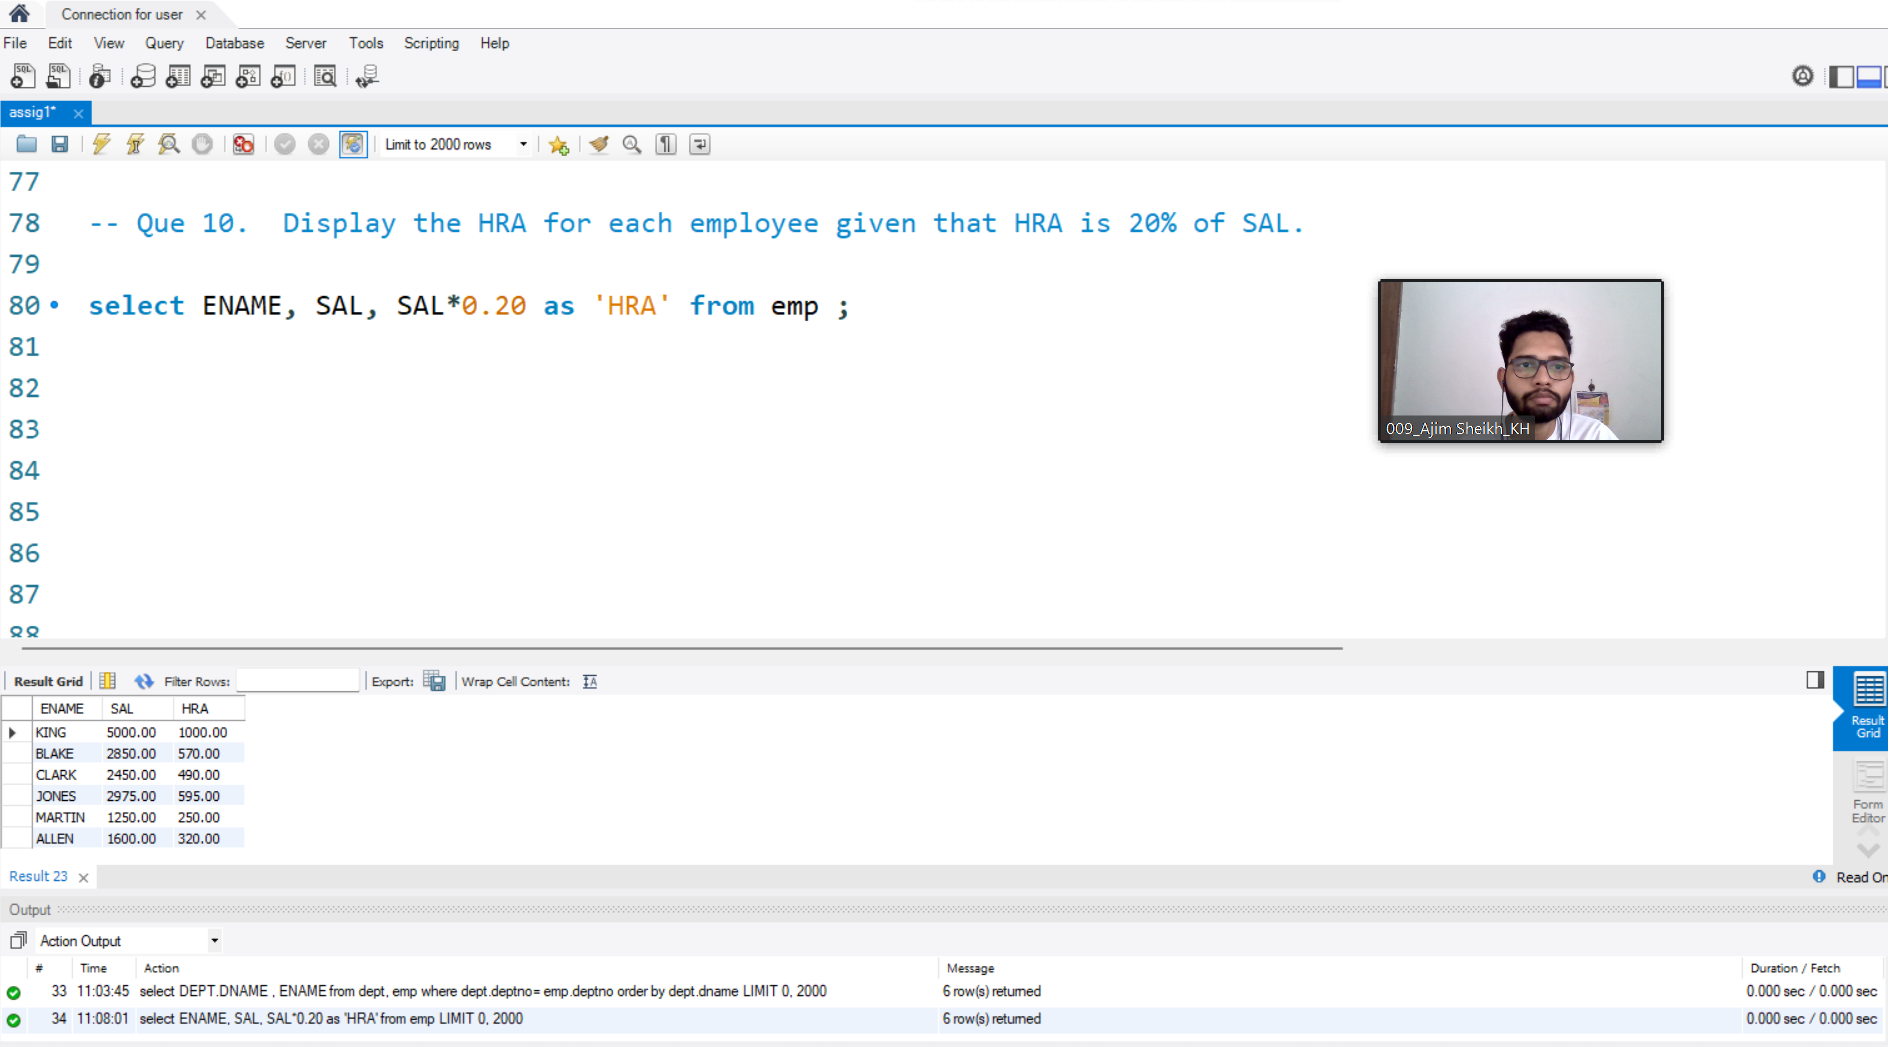 Connection for user
File Edit View Query Database Server Tools Scripting Help
assig1*
Limit to 2000 rows
77
78 -- Que 10.  Display the HRA for each employee given that HRA is 20% of SAL.
79
80 select ENAME, SAL, SAL*0.20 as 'HRA' from emp ;
81
82
83
009_Ajim Sheikh_KH
84
85
86
87
88
Result Grid Filter Rows: Export: Wrap Cell Content:
ENAME SAL HRA
KING 5000.00 1000.00
BLAKE 2850.00 570.00
CLARK 2450.00 490.00
JONES 2975.00 595.00
MARTIN 1250.00 250.00
ALLEN 1600.00 320.00
Result
Grid
Form
Editor
Result 23 Read On
Output
Action Output
# Time Action Message Duration / Fetch
33 11:03:45 select DEPT.DNAME , ENAME from dept, emp where dept.deptno= emp.deptno order by dept.dname LIMIT 0, 2000 6 row(s) returned 0.000 sec / 0.000 sec
34 11:08:01 select ENAME, SAL, SAL*0.20 as 'HRA' from emp LIMIT 0, 2000 6 row(s) returned 0.000 sec / 0.000 sec